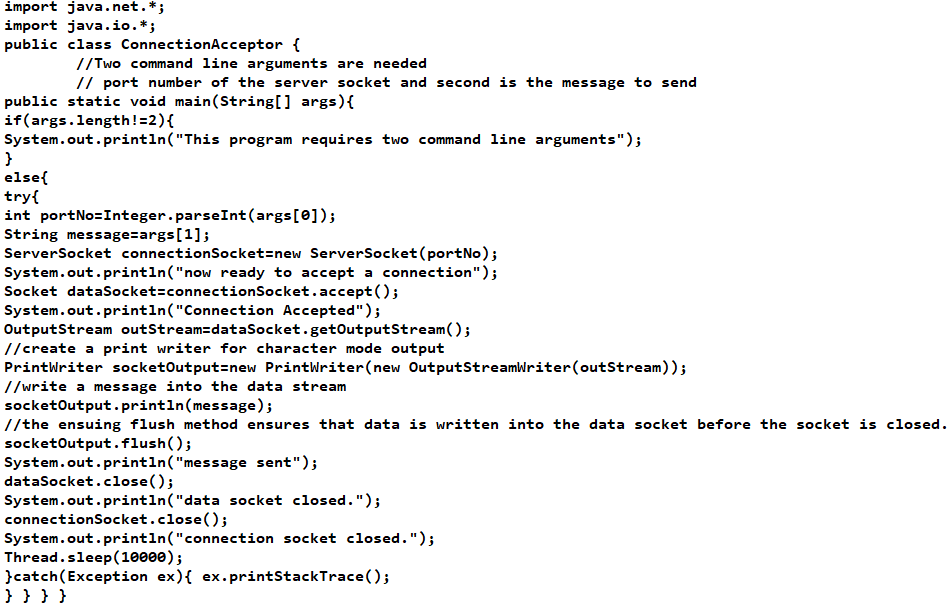 import java.net.*;
import java.io.*;
public class ConnectionAcceptor {
//Two command line arguments are needed
// port number of the server socket and second is the message to send
public static void main(String[] args){
if(args.length!=2){
System.out.println("This program requires two command line arguments");
}
else{
try{
int portNo=Integer.parseInt(args[0]);
String message=args[1];
ServerSocket connectionSocket=new ServerSocket(portNo);
System.out.println("now ready to accept a connection");
Socket dataSocket=connectionSocket.accept();
System.out.println("Connection Accepted");
OutputStream outStream=dataSocket.getOutputStream();
//create a print writer for character mode output
PrintWriter socketOutput=new PrintWriter(new OutputStreamWriter(outStream));
//write a message into the data stream
socketOutput.println(message);
//the ensuing flush method ensures that data is written into the data socket before the socket is closed.
socketOutput.flush();
System.out.println("message sent");
dataSocket.close();
System.out.println("data socket closed.");
connectionSocket.close();
System.out.println("connection socket closed.");
Thread.sleep(10000);
}catch(Exception ex){ ex.printStackTrace();
} } } }